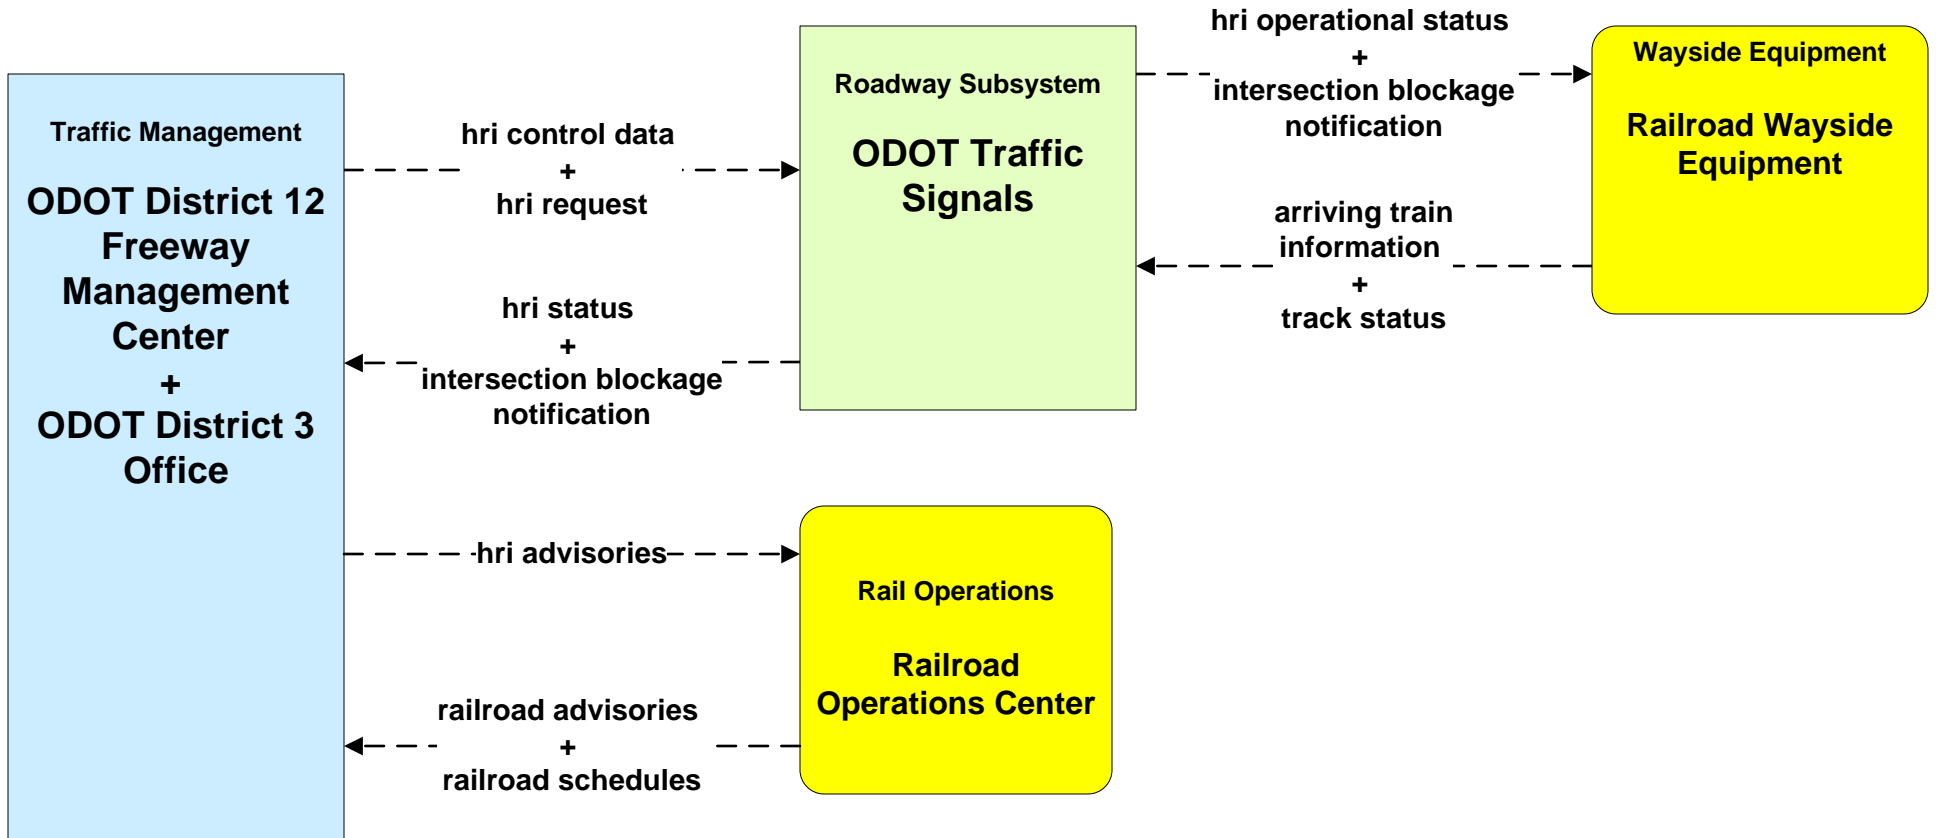 Traffic Management
ODOT District 12
Freeway
Management
Center
+
ODOT District 3
Office
hri control data
+
hri request
hri status
+
intersection blockage
notification
Roadway Subsystem
ODOT Traffic
Signals
hri operational status
+
intersection blockage
notification
arriving train
information
+
track status
Wayside Equipment
Railroad Wayside
Equipment
hri advisories
railroad advisories
+
railroad schedules
Rail Operations
Railroad
Operations Center